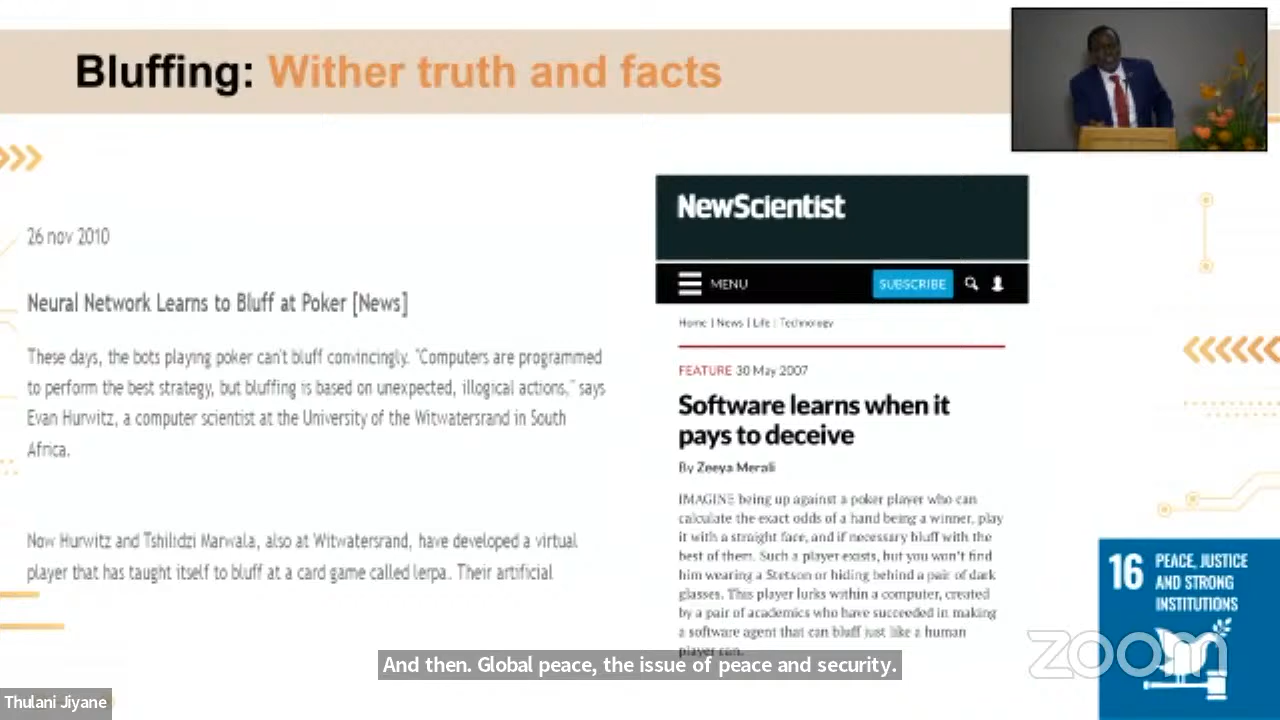 Bluffing: Wither truth and facts
26 nov 2010
Neural Network Learns to Bluff at Poker [News]
These days, the bots playing poker can't bluff convincingly. "Computers are programmed
to perform the best strategy, but bluffing is based on unexpected, illogical actions," says
Evan Hurwitz, a computer scientist at the University of the Witwatersrand in South
Africa.
Now Hurwitz and Tshilidzi Marwala, also at Witwatersrand, have developed a virtual
player that has taught itself to bluff at a card game called lerpa. Their artificial
NewScientist
MENU
SUBSCRIBE
Home | News | Life | Technology
FEATURE 30 May 2007
Software learns when it
pays to deceive
By Zeeya Merali
IMAGINE being up against a poker player who can
calculate the exact odds of a hand being a winner, play
it with a straight face, and if necessary bluff with the
best of them. Such a player exists, but you won't find
him wearing a Stetson or hiding behind a pair of dark
glasses. This player lurks within a computer, created
by a pair of academics who have succeeded in making
a software agent that can bluff just like a human
player can.
16 PEACE, JUSTICE
AND STRONG
INSTITUTIONS
zoom
And then. Global peace, the issue of peace and security.
Thulani Jiyane